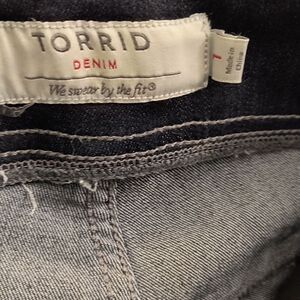 TORRID
DENIM
We swear by the fit®
1
Made in
China